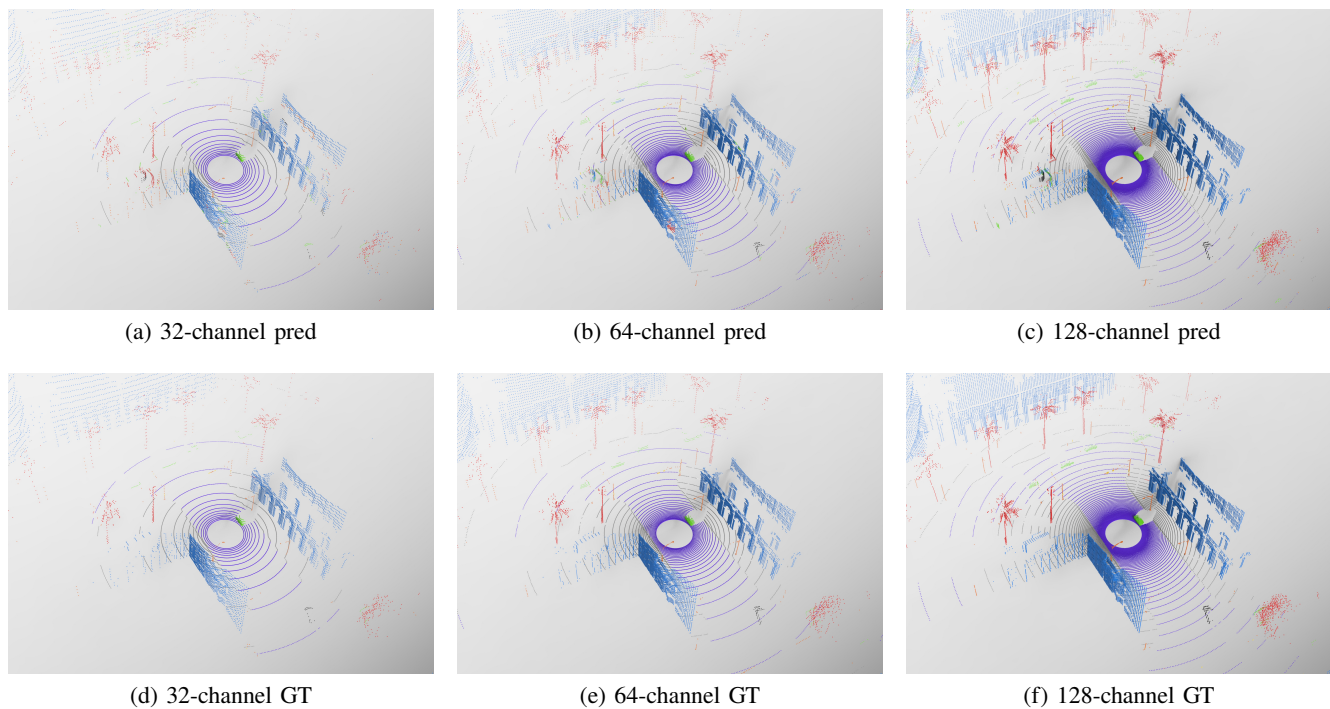 (a) 32-channel pred
(b) 64-channel pred
(c) 128-channel pred
(d) 32-channel GT
(e) 64-channel GT
(f) 128-channel GT